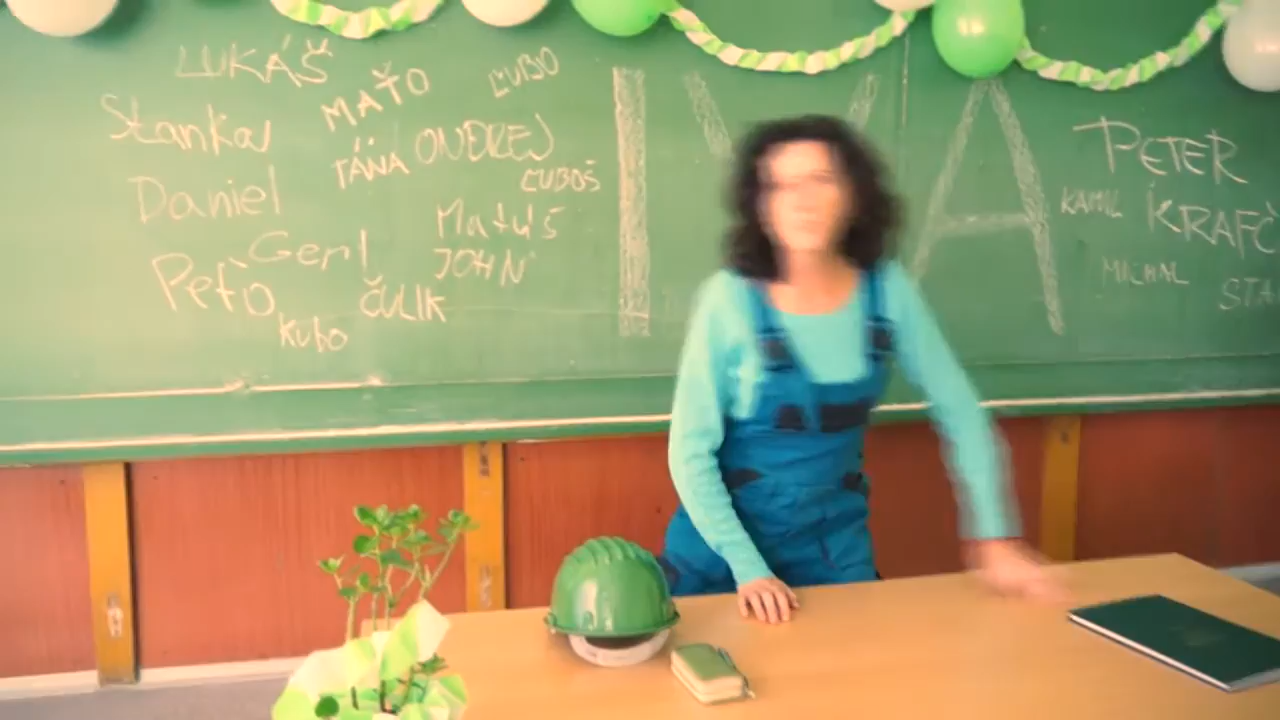 LUKÁŠ
MAŤO
ĽUBO
Stanka
TÁŇA
ONDREJ
ĽUBOŠ
Daniel
Matúš
Gerl
JOHN
Peťo
ČULIK
Kubo
IV A
PETER
KAMIL
KRAFČ
MICHAL
STA